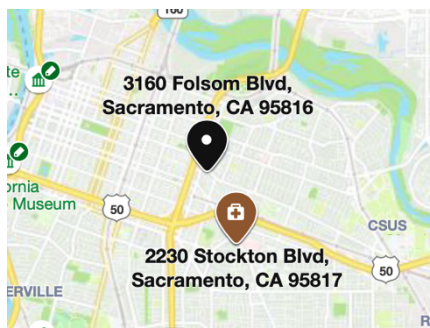 160
te
3160 Folsom Blvd,
Sacramento, CA 95816
ornia
Museum
50
CSUS
2230 Stockton Blvd,
Sacramento, CA 95817
50
ERVILLE
R